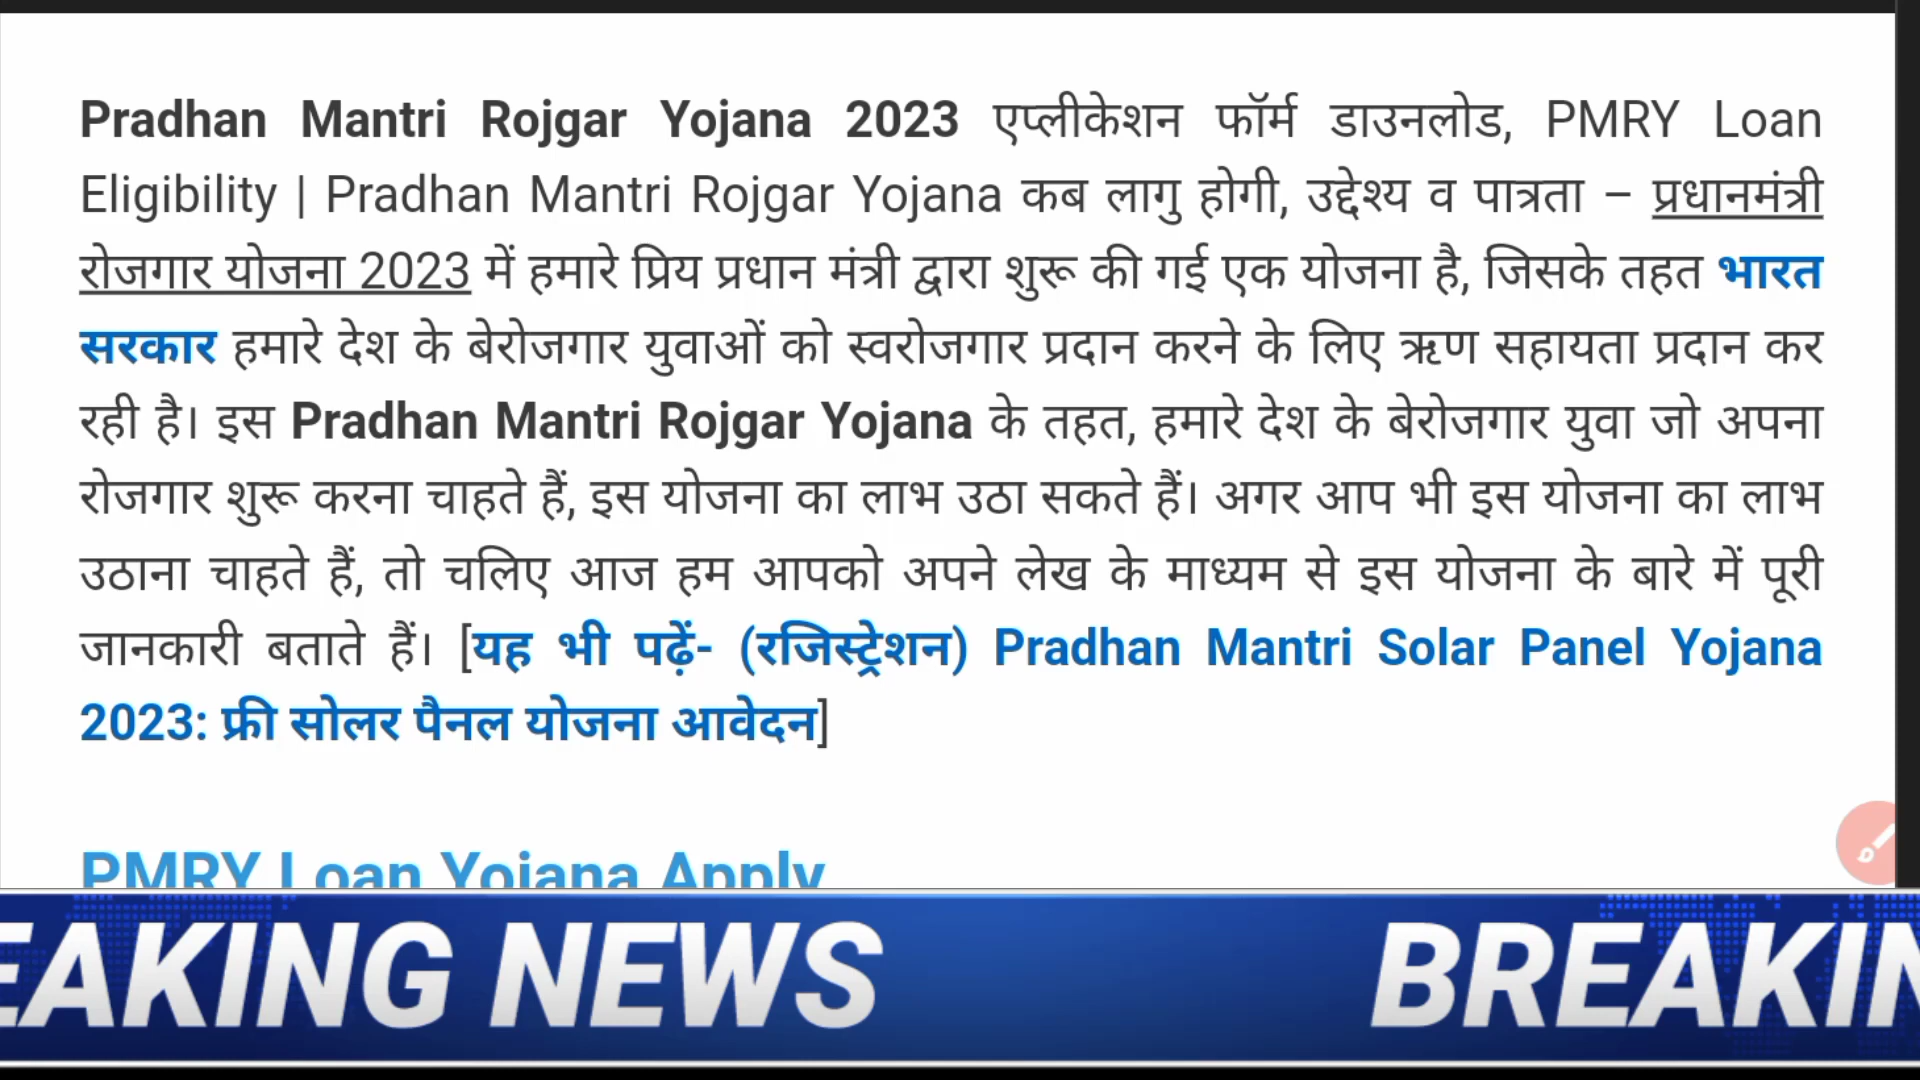 Pradhan Mantri Rojgar Yojana 2023 एप्लीकेशन फॉर्म डाउनलोड, PMRY Loan
Eligibility | Pradhan Mantri Rojgar Yojana कब लागु होगी, उद्देश्य व पात्रता – प्रधानमंत्री
रोजगार योजना 2023 में हमारे प्रिय प्रधान मंत्री द्वारा शुरू की गई एक योजना है, जिसके तहत भारत
सरकार हमारे देश के बेरोजगार युवाओं को स्वरोजगार प्रदान करने के लिए ऋण सहायता प्रदान कर
रही है। इस Pradhan Mantri Rojgar Yojana के तहत, हमारे देश के बेरोजगार युवा जो अपना
रोजगार शुरू करना चाहते हैं, इस योजना का लाभ उठा सकते हैं। अगर आप भी इस योजना का लाभ
उठाना चाहते हैं, तो चलिए आज हम आपको अपने लेख के माध्यम से इस योजना के बारे में पूरी
जानकारी बताते हैं। [यह भी पढ़ें- (रजिस्ट्रेशन) Pradhan Mantri Solar Panel Yojana
2023: फ्री सोलर पैनल योजना आवेदन]
PMRY Loan Yojana Apply
EAKING NEWS BREAKIN